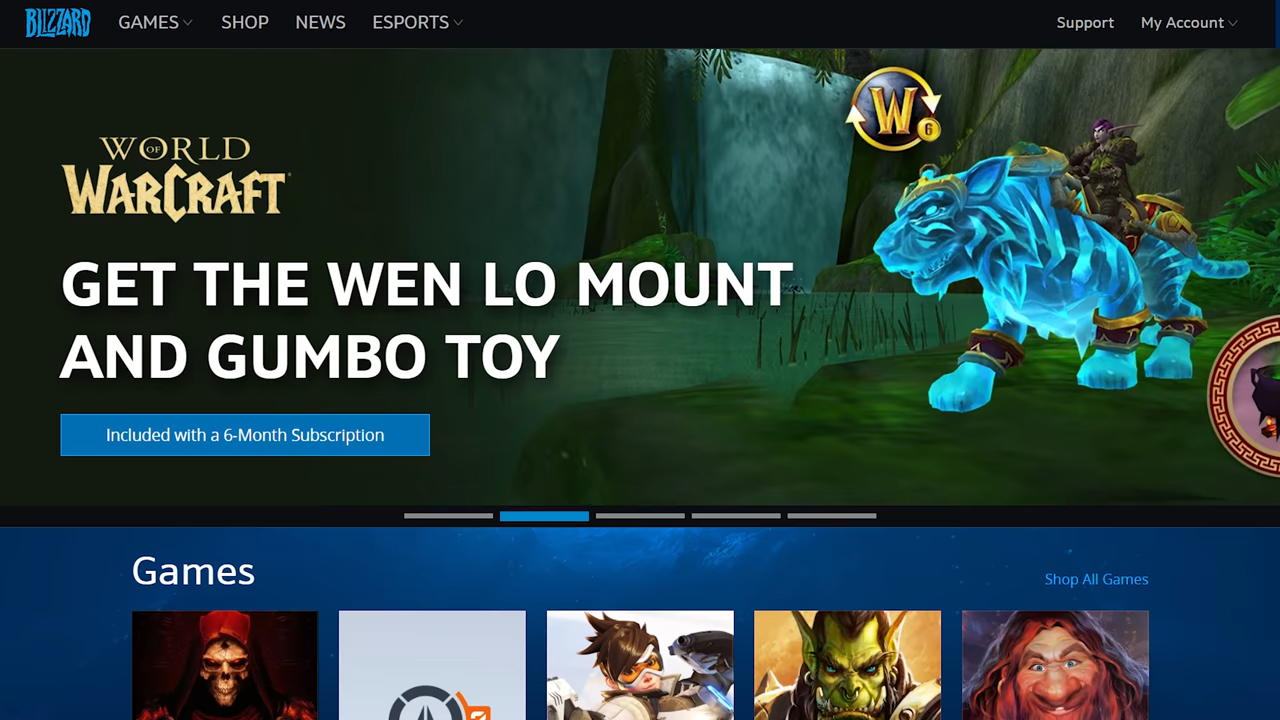 BLIZZARD GAMES SHOP NEWS ESPORTS Support My Account
W
6
WORLD OF
WARCRAFT
GET THE WEN LO MOUNT
AND GUMBO TOY
Included with a 6-Month Subscription
Games
Shop All Games